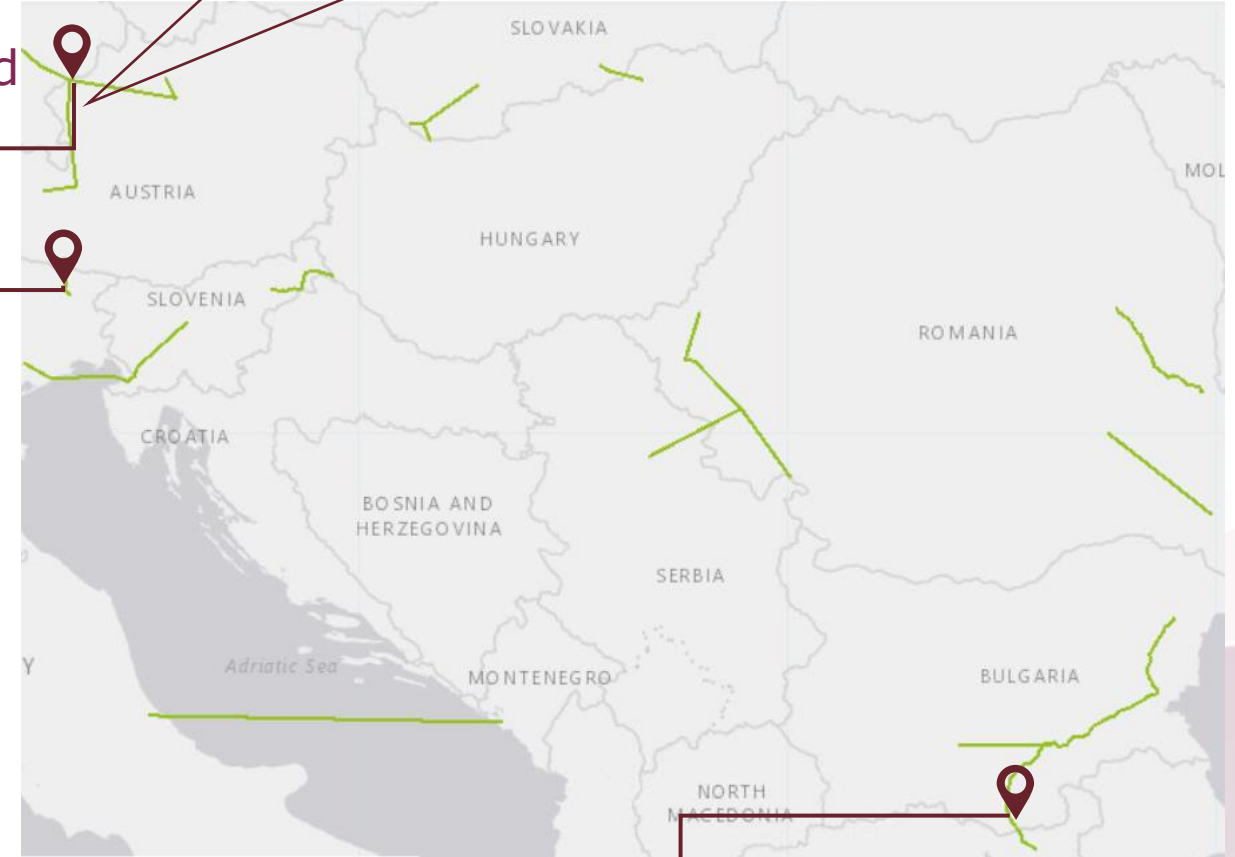 SLOVAKIA
d
MOL
AUSTRIA
HUNGARY
SLOVENIA
ROMANIA
CROATIA
BOSNIA AND
HERZEGOVINA
SERBIA
Y
Adriatic Sea
MONTENEGRO
BULGARIA
NORTH
MACEDONIA